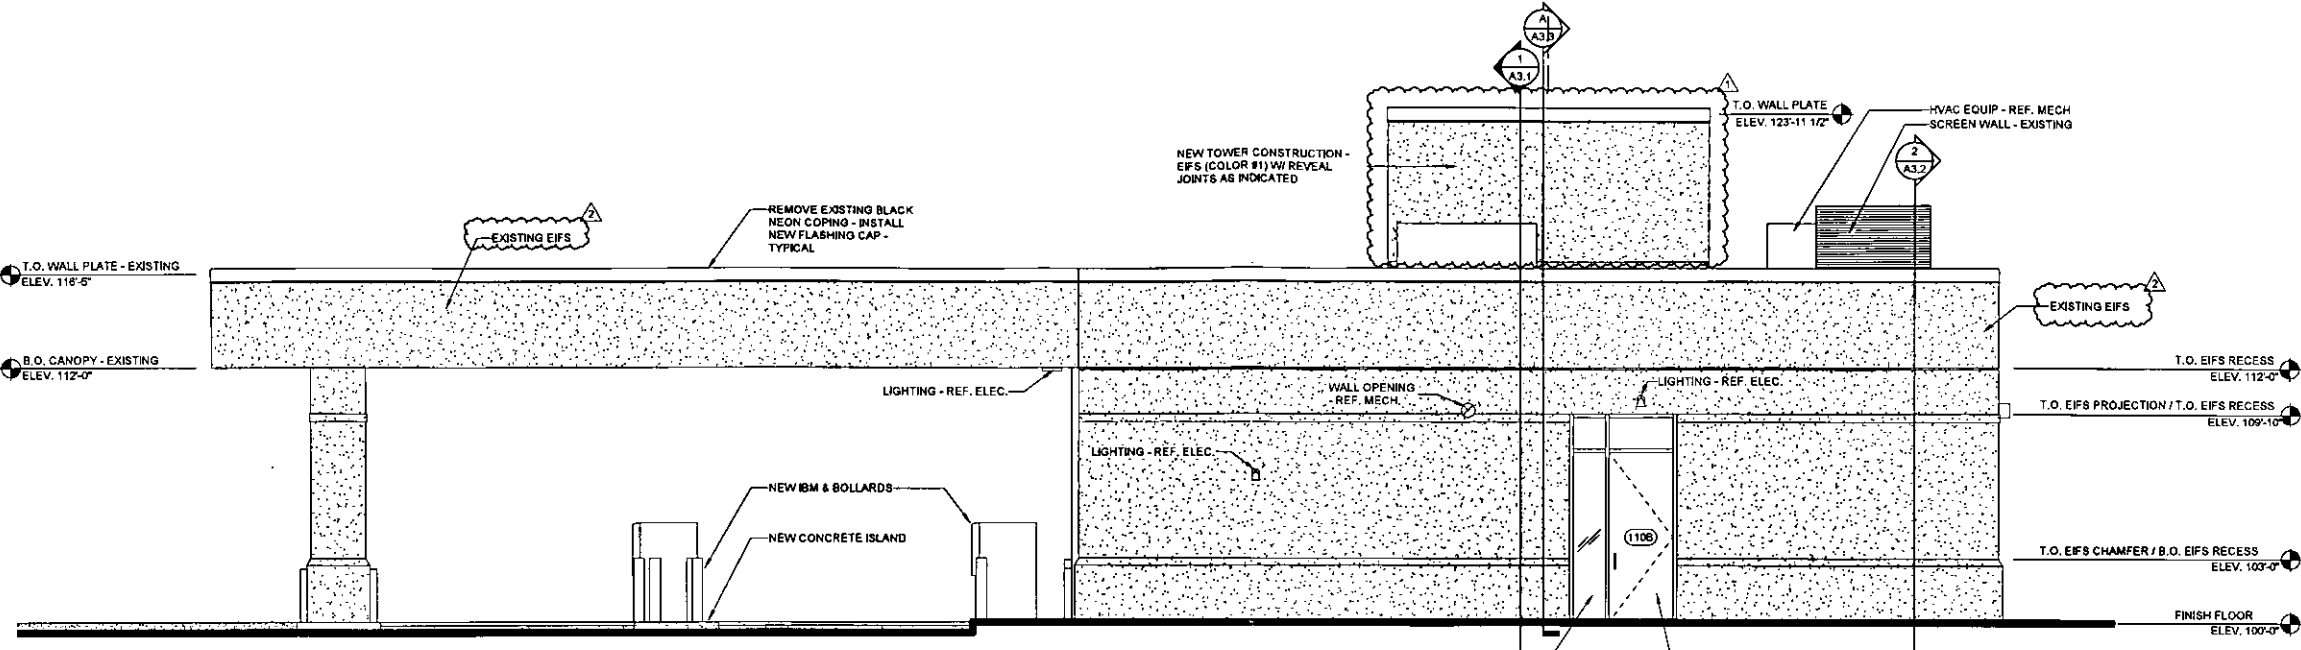 A
A3.3
1
A3.1
1
T.O. WALL PLATE
ELEV. 123'-11 1/2"
HVAC EQUIP - REF. MECH
SCREEN WALL - EXISTING
2
A3.2
NEW TOWER CONSTRUCTION -
EIFS (COLOR #1) W/ REVEAL
JOINTS AS INDICATED
REMOVE EXISTING BLACK
NEON COPING - INSTALL
NEW FLASHING CAP -
TYPICAL
2
EXISTING EIFS
T.O. WALL PLATE - EXISTING
ELEV. 116'-5"
2
EXISTING EIFS
B.O. CANOPY - EXISTING
ELEV. 112'-0"
T.O. EIFS RECESS
ELEV. 112'-0"
LIGHTING - REF. ELEC.
WALL OPENING
- REF. MECH.
LIGHTING - REF. ELEC.
T.O. EIFS PROJECTION / T.O. EIFS RECESS
ELEV. 109'-10"
LIGHTING - REF. ELEC.
NEW IBM & BOLLARDS
NEW CONCRETE ISLAND
110B
T.O. EIFS CHAMFER / B.O. EIFS RECESS
ELEV. 103'-0"
FINISH FLOOR
ELEV. 100'-0"